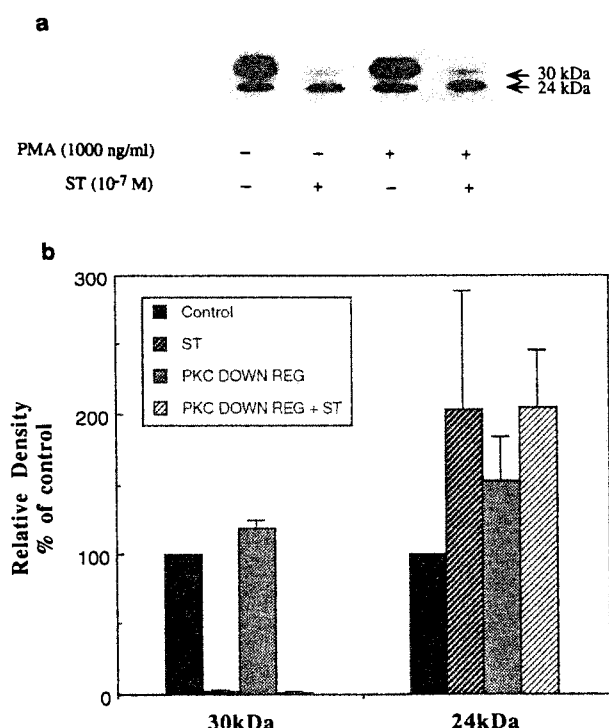 a
30 kDa
24 kDa
PMA (1000 ng/ml) – – + +
ST (10⁻⁷ M) – + – +
b
300
200
100
0
Relative Density
% of control
Control
ST
PKC DOWN REG
PKC DOWN REG + ST
30kDa 24kDa